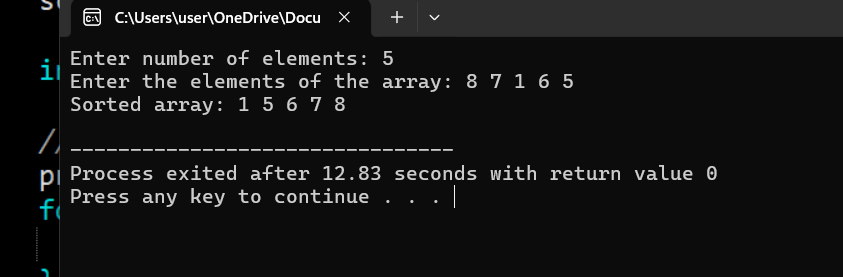 C:\Users\user\OneDrive\Docu
Enter number of elements: 5
Enter the elements of the array: 8 7 1 6 5
Sorted array: 1 5 6 7 8
--------------------------------
Process exited after 12.83 seconds with return value 0
Press any key to continue . . .